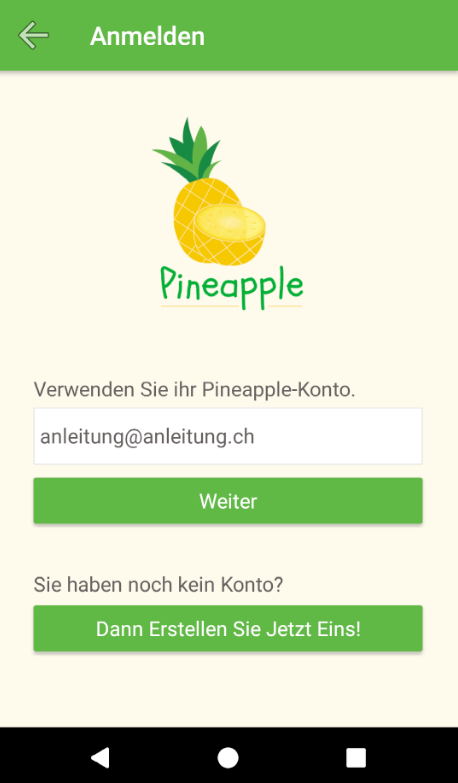 Anmelden
Pineapple
Verwenden Sie ihr Pineapple-Konto.
anleitung@anleitung.ch
Weiter
Sie haben noch kein Konto?
Dann Erstellen Sie Jetzt Eins!